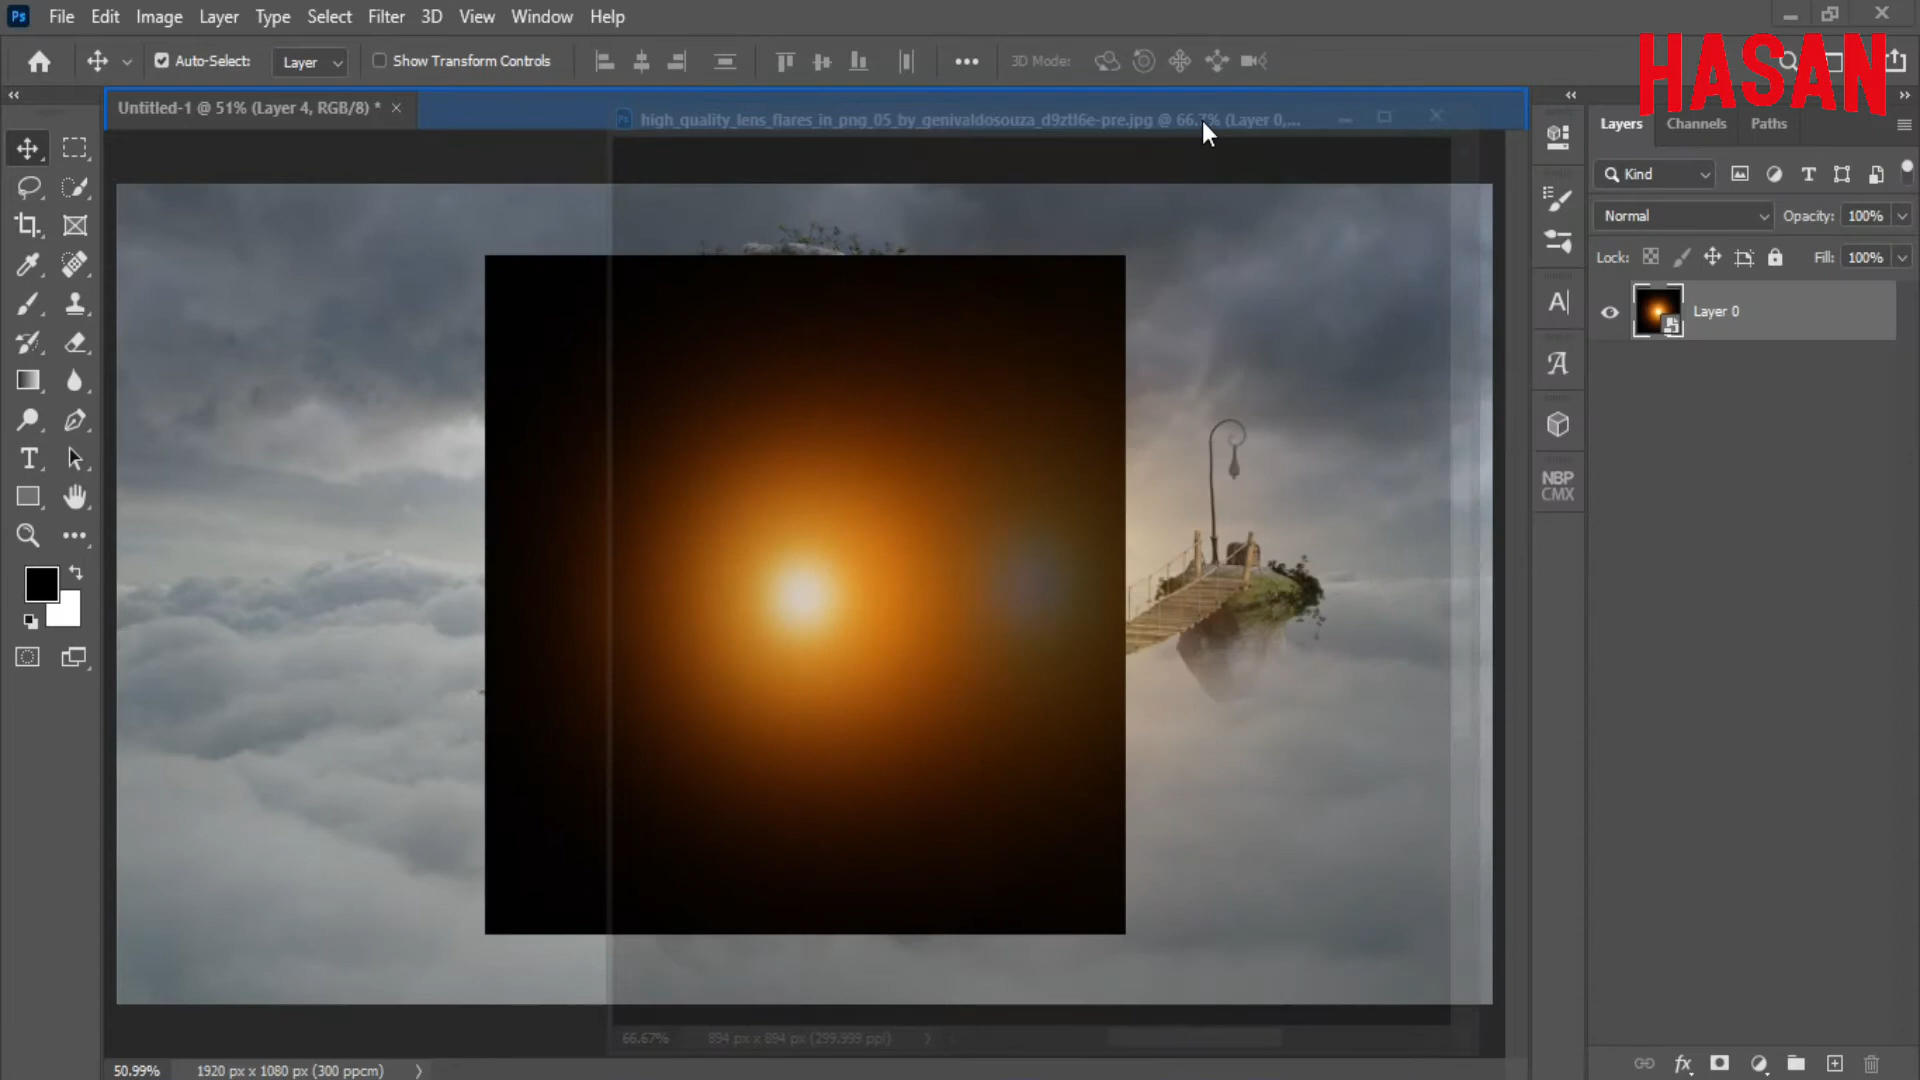 Ps File Edit Image Layer Type Select Filter 3D View Window Help
Auto-Select: Layer Show Transform Controls 3D Mode:
HASAN
Untitled-1 @ 51% (Layer 4, RGB/8) *
high_quality_lens_flares_in_png_05_by_genivaldosouza_d9ztl6e-pre.jpg @ 66.7% (Layer 0,...
Layers Channels Paths
Kind
Normal Opacity: 100%
Lock: Fill: 100%
Layer 0
NBP
CMX
66.67% 894 px x 894 px (299.999 ppi)
50.99% 1920 px x 1080 px (300 ppcm)